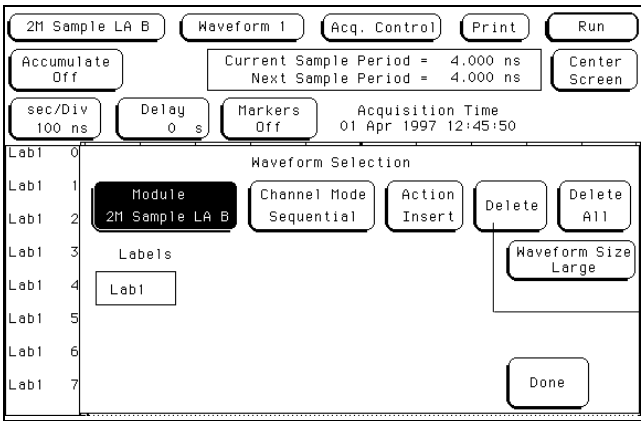 2M Sample LA B Waveform 1 Acq. Control Print Run
Accumulate
Off
Current Sample Period = 4.000 ns
Next Sample Period = 4.000 ns
Center
Screen
sec/Div
100 ns
Delay
0 s
Markers
Off
Acquisition Time
01 Apr 1997 12:45:50
Lab1 0
Lab1 1
Lab1 2
Lab1 3
Lab1 4
Lab1 5
Lab1 6
Lab1 7
Waveform Selection
Module
2M Sample LA B
Channel Mode
Sequential
Action
Insert
Delete
Delete
All
Labels
Waveform Size
Large
Lab1
Done